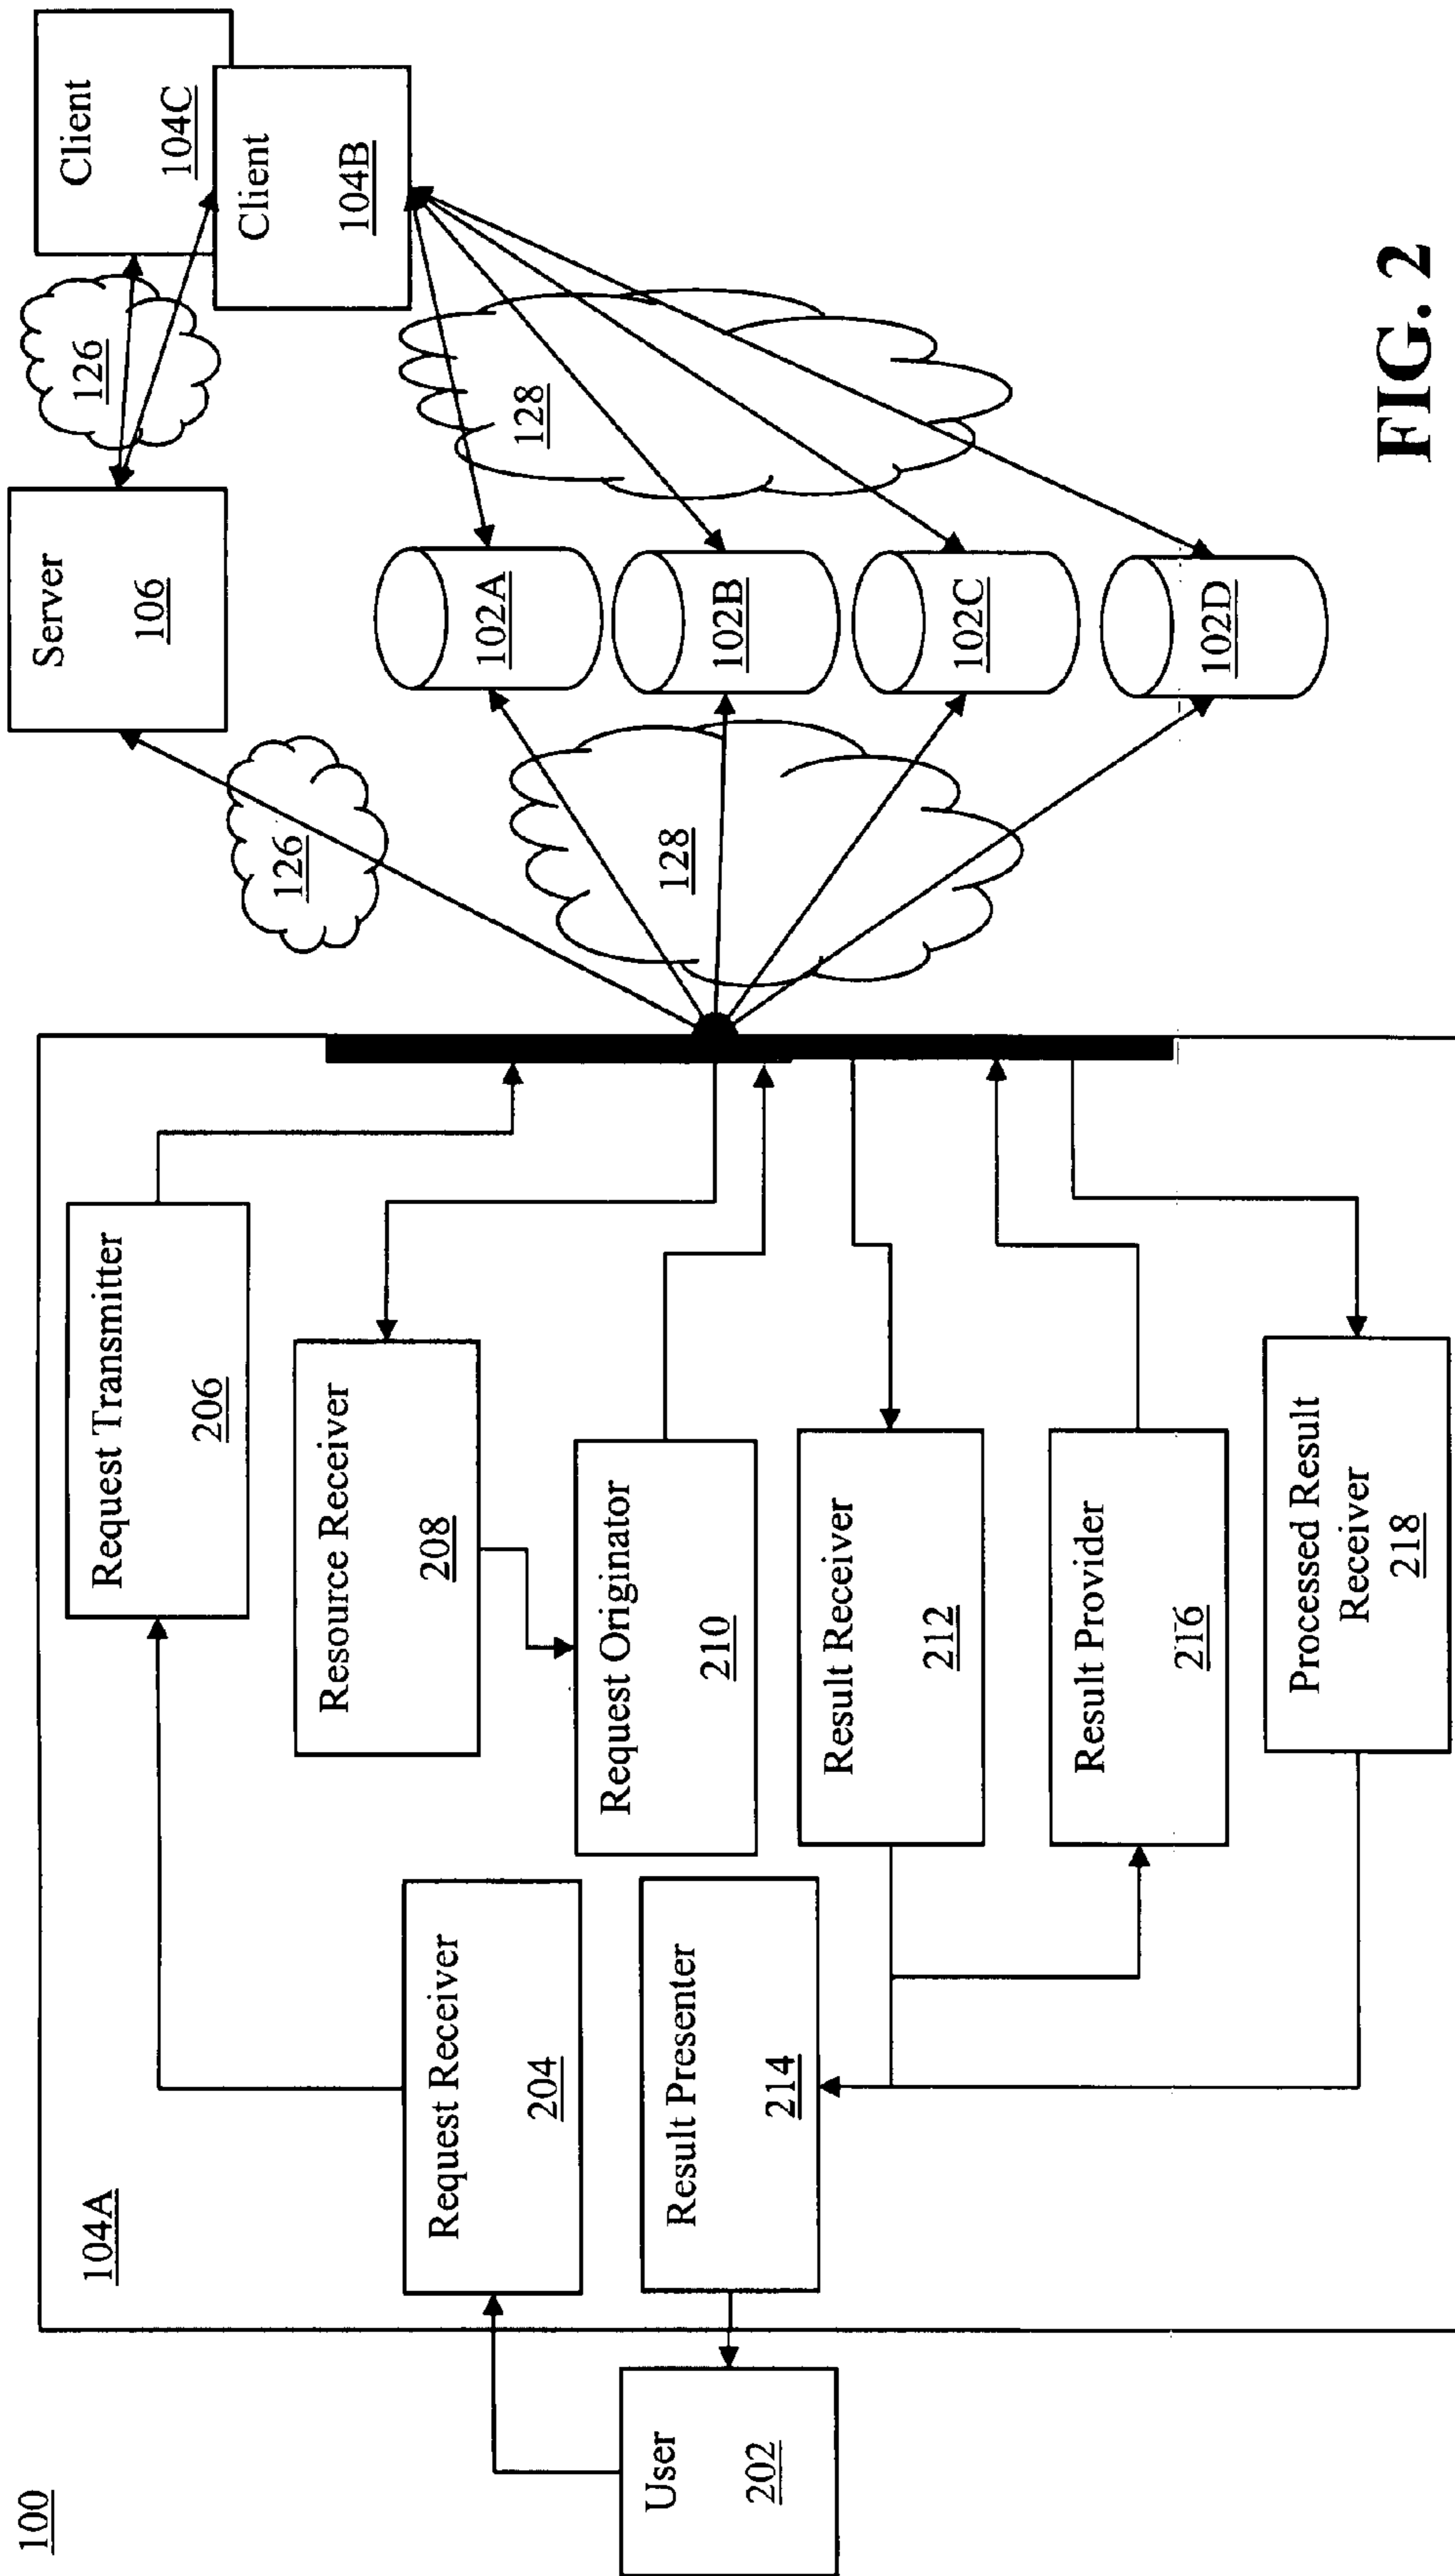 100
104A
User
202
Request Receiver
204
Result Presenter
214
Request Transmitter
206
Resource Receiver
208
Request Originator
210
Result Receiver
212
Result Provider
216
Processed Result
Receiver
218
126
128
Server
106
102A
102B
102C
102D
126
128
Client
104C
Client
104B
FIG. 2